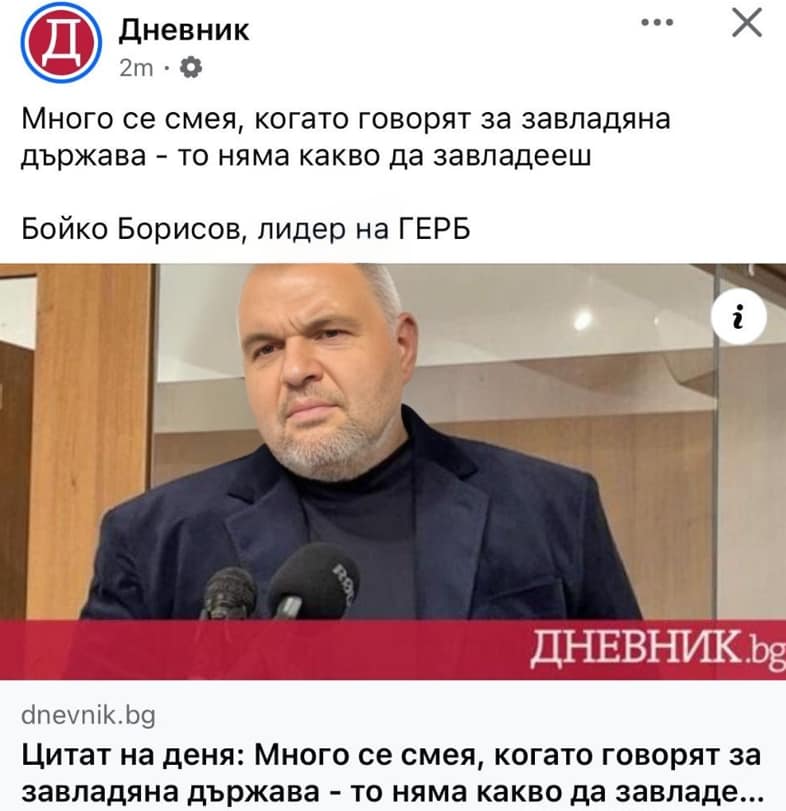 Дневник
2m ·
Много се смея, когато говорят за завладяна
държава - то няма какво да завладееш
Бойко Борисов, лидер на ГЕРБ
i
ДНЕВНИК.bg
dnevnik.bg
Цитат на деня: Много се смея, когато говорят за
завладяна държава - то няма какво да завладе...